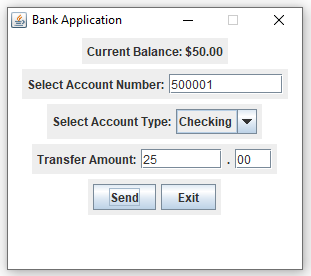 Bank Application
Current Balance: $50.00
Select Account Number: 500001
Select Account Type: Checking
Transfer Amount: 25 . 00
Send Exit